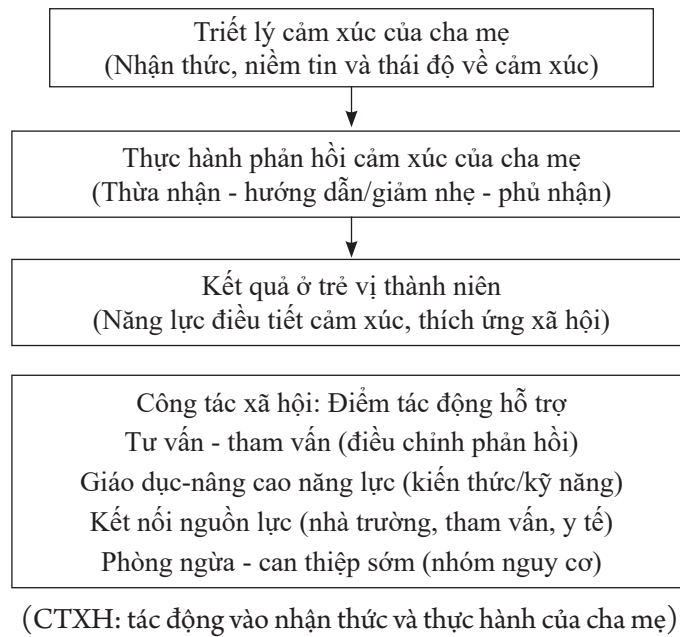 Triết lý cảm xúc của cha mẹ
(Nhận thức, niềm tin và thái độ về cảm xúc)
Thực hành phản hồi cảm xúc của cha mẹ
(Thừa nhận - hướng dẫn/giảm nhẹ - phủ nhận)
Kết quả ở trẻ vị thành niên
(Năng lực điều tiết cảm xúc, thích ứng xã hội)
Công tác xã hội: Điểm tác động hỗ trợ
Tư vấn - tham vấn (điều chỉnh phản hồi)
Giáo dục-nâng cao năng lực (kiến thức/kỹ năng)
Kết nối nguồn lực (nhà trường, tham vấn, y tế)
Phòng ngừa - can thiệp sớm (nhóm nguy cơ)
(CTXH: tác động vào nhận thức và thực hành của cha mẹ)